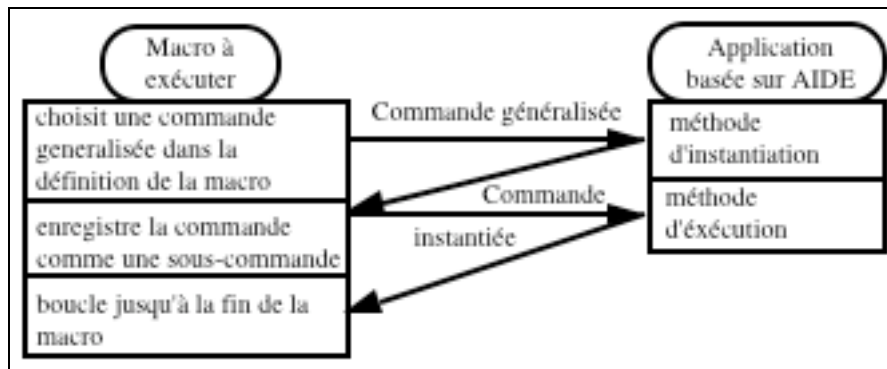 Macro à
exécuter
Application
basée sur AIDE
choisit une commande
generalisée dans la
définition de la macro
Commande généralisée
méthode
d'instantiation
enregistre la commande
comme une sous-commande
Commande
instantiée
méthode
d'éxécution
boucle jusqu'à la fin de la
macro